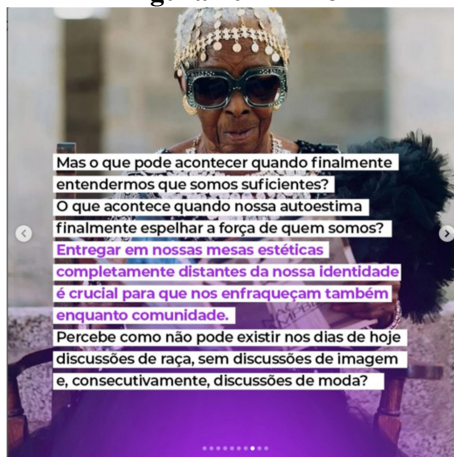 Mas o que pode acontecer quando finalmente
entendermos que somos suficientes?
O que acontece quando nossa autoestima
finalmente espelhar a força de quem somos?
Entregar em nossas mesas estéticas
completamente distantes da nossa identidade
é crucial para que nos enfraqueçam também
enquanto comunidade.
Percebe como não pode existir nos dias de hoje
discussões de raça, sem discussões de imagem
e, consecutivamente, discussões de moda?